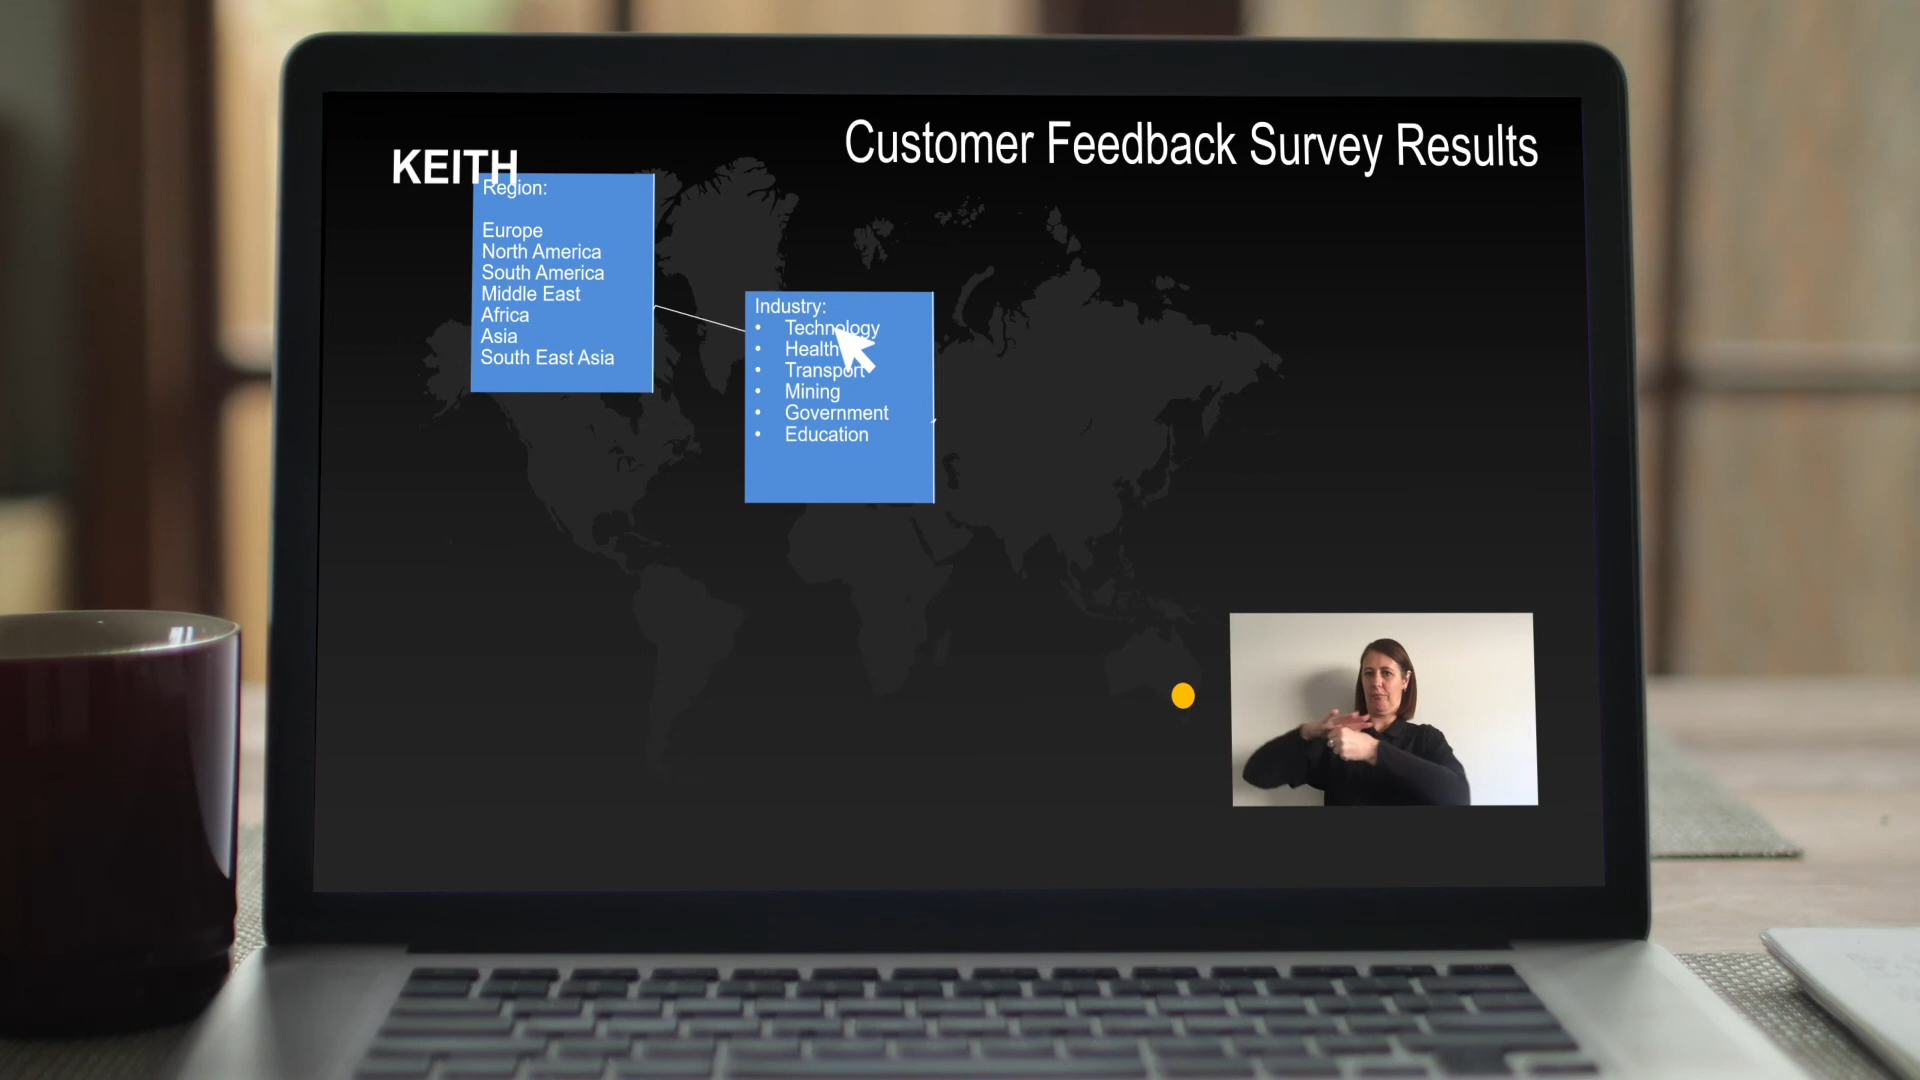 Customer Feedback Survey Results
KEITH
Region:
Europe
North America
South America
Middle East
Africa
Asia
South East Asia
Industry:
• Technology
• Health
• Transport
• Mining
• Government
• Education